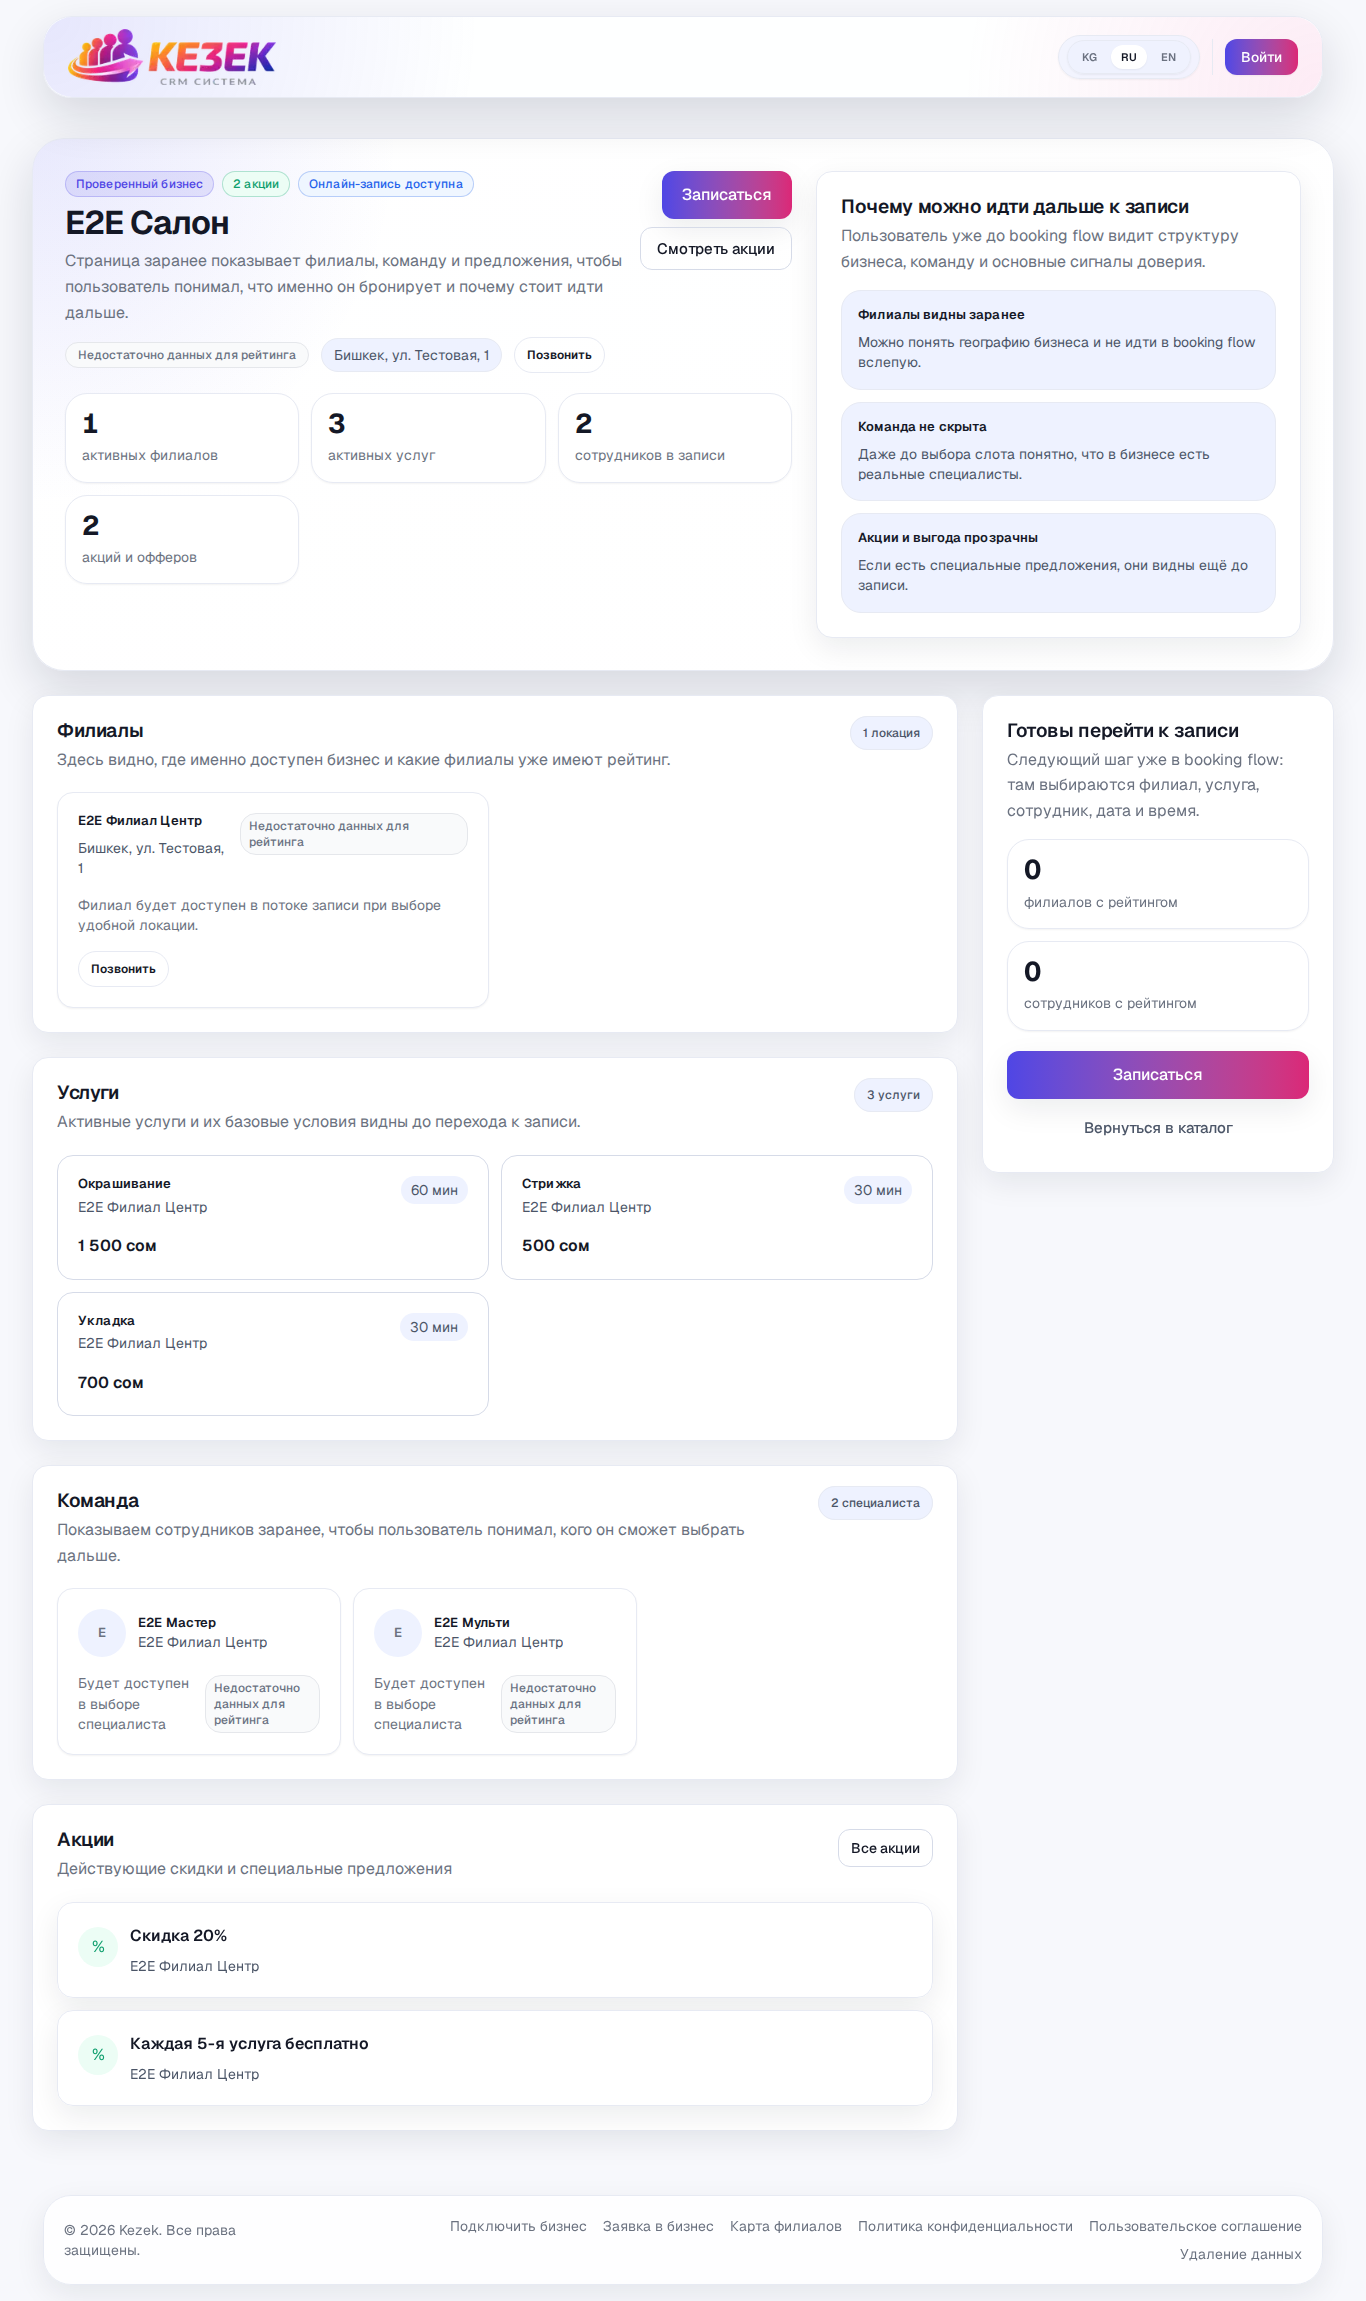 КЕЗЕК
CRM СИСТЕМА
KG
RU
EN
Войти
Проверенный бизнес
2 акции
Онлайн-запись доступна
E2E Салон
Страница заранее показывает филиалы, команду и предложения, чтобы
пользователь понимал, что именно он бронирует и почему стоит идти
дальше.
Недостаточно данных для рейтинга
Бишкек, ул. Тестовая, 1
Позвонить
Записаться
Смотреть акции
1
активных филиалов
3
активных услуг
2
сотрудников в записи
2
акций и офферов
Почему можно идти дальше к записи
Пользователь уже до booking flow видит структуру
бизнеса, команду и основные сигналы доверия.
Филиалы видны заранее
Можно понять географию бизнеса и не идти в booking flow
вслепую.
Команда не скрыта
Даже до выбора слота понятно, что в бизнесе есть
реальные специалисты.
Акции и выгода прозрачны
Если есть специальные предложения, они видны ещё до
записи.
Филиалы
Здесь видно, где именно доступен бизнес и какие филиалы уже имеют рейтинг.
1 локация
E2E Филиал Центр
Бишкек, ул. Тестовая,
1
Недостаточно данных для
рейтинга
Филиал будет доступен в потоке записи при выборе
удобной локации.
Позвонить
Готовы перейти к записи
Следующий шаг уже в booking flow:
там выбираются филиал, услуга,
сотрудник, дата и время.
0
филиалов с рейтингом
0
сотрудников с рейтингом
Записаться
Вернуться в каталог
Услуги
Активные услуги и их базовые условия видны до перехода к записи.
3 услуги
Окрашивание
E2E Филиал Центр
60 мин
1 500 сом
Стрижка
E2E Филиал Центр
30 мин
500 сом
Укладка
E2E Филиал Центр
30 мин
700 сом
Команда
Показываем сотрудников заранее, чтобы пользователь понимал, кого он сможет выбрать
дальше.
2 специалиста
E
E2E Мастер
E2E Филиал Центр
Будет доступен
в выборе
специалиста
Недостаточно
данных для
рейтинга
E
E2E Мульти
E2E Филиал Центр
Будет доступен
в выборе
специалиста
Недостаточно
данных для
рейтинга
Акции
Действующие скидки и специальные предложения
Все акции
%
Скидка 20%
E2E Филиал Центр
%
Каждая 5-я услуга бесплатно
E2E Филиал Центр
© 2026 Kezek. Все права
защищены.
Подключить бизнес
Заявка в бизнес
Карта филиалов
Политика конфиденциальности
Пользовательское соглашение
Удаление данных